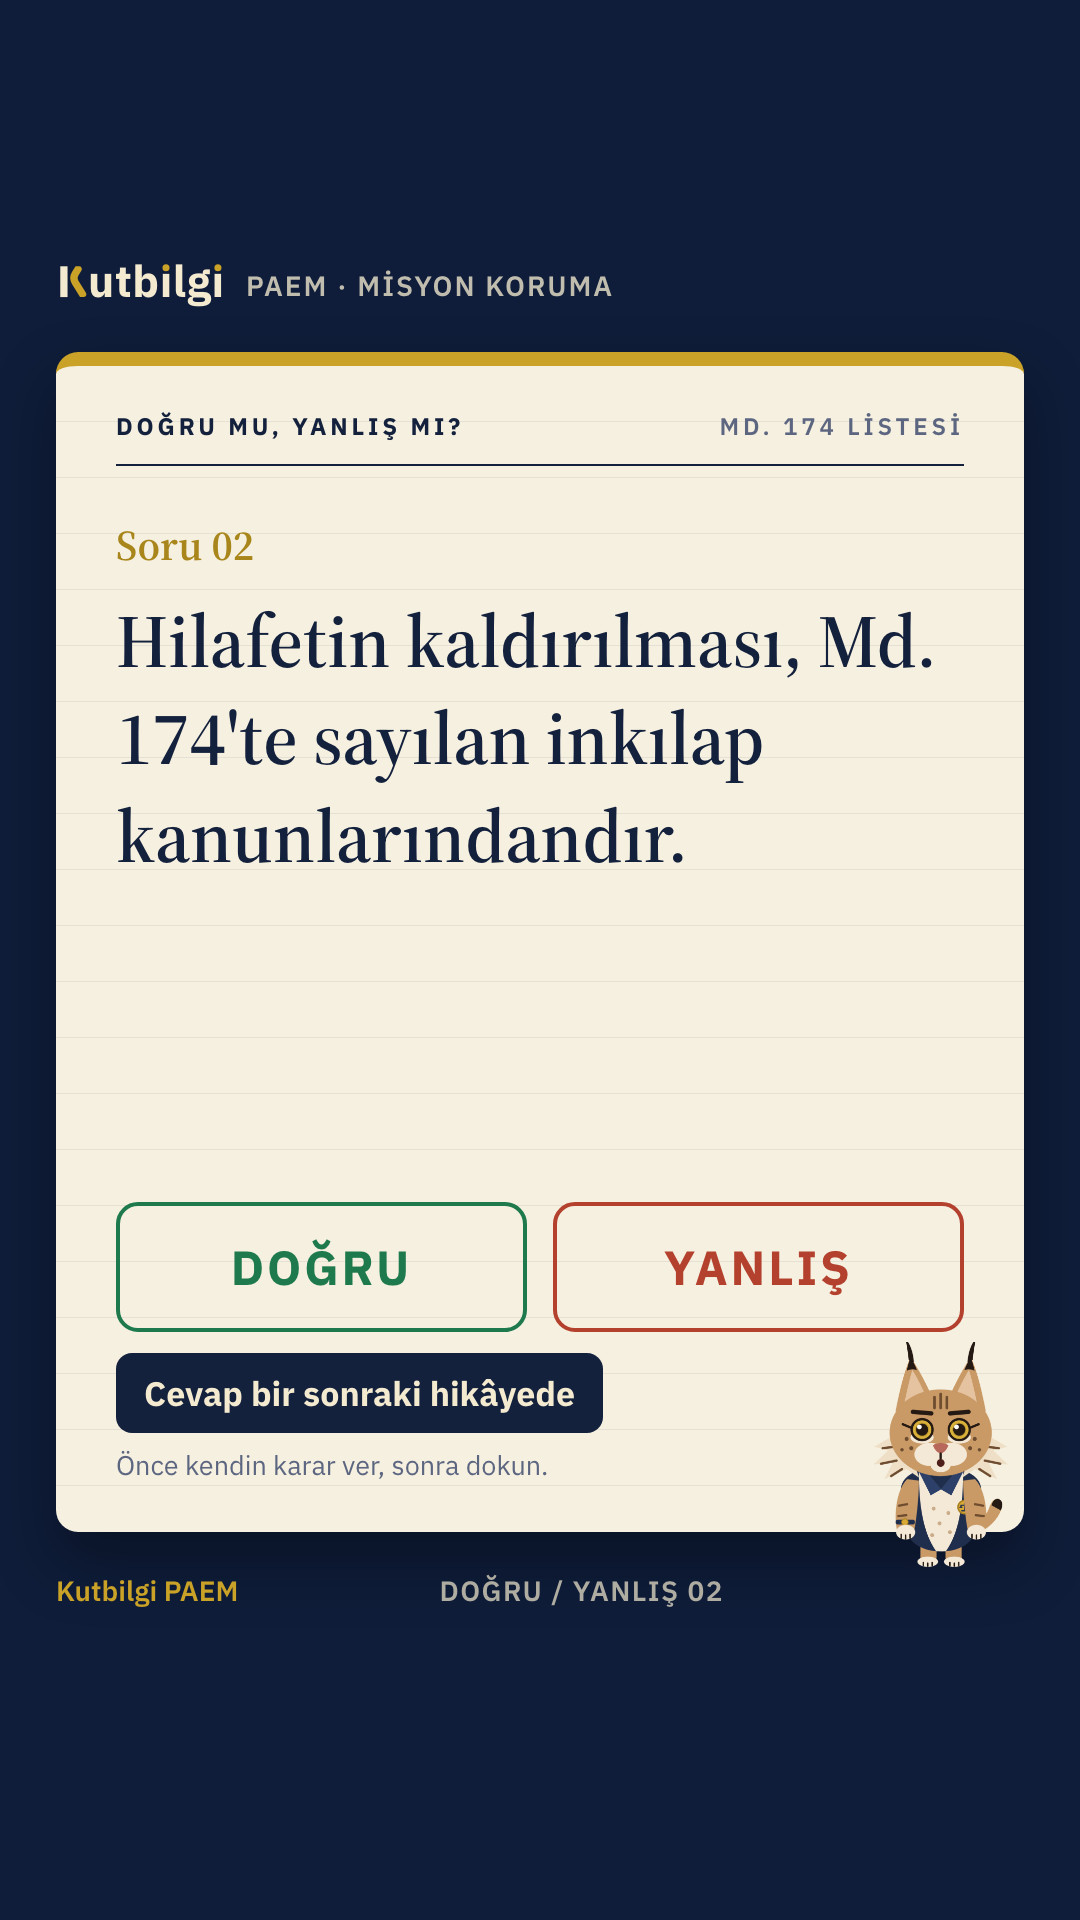 Kutbilgi PAEM · MİSYON KORUMA
DOĞRU MU, YANLIŞ MI? MD. 174 LİSTESİ
Soru 02
Hilafetin kaldırılması, Md.
174'te sayılan inkılap
kanunlarındandır.
DOĞRU YANLIŞ
Cevap bir sonraki hikâyede
Önce kendin karar ver, sonra dokun.
Kutbilgi PAEM DOĞRU / YANLIŞ 02